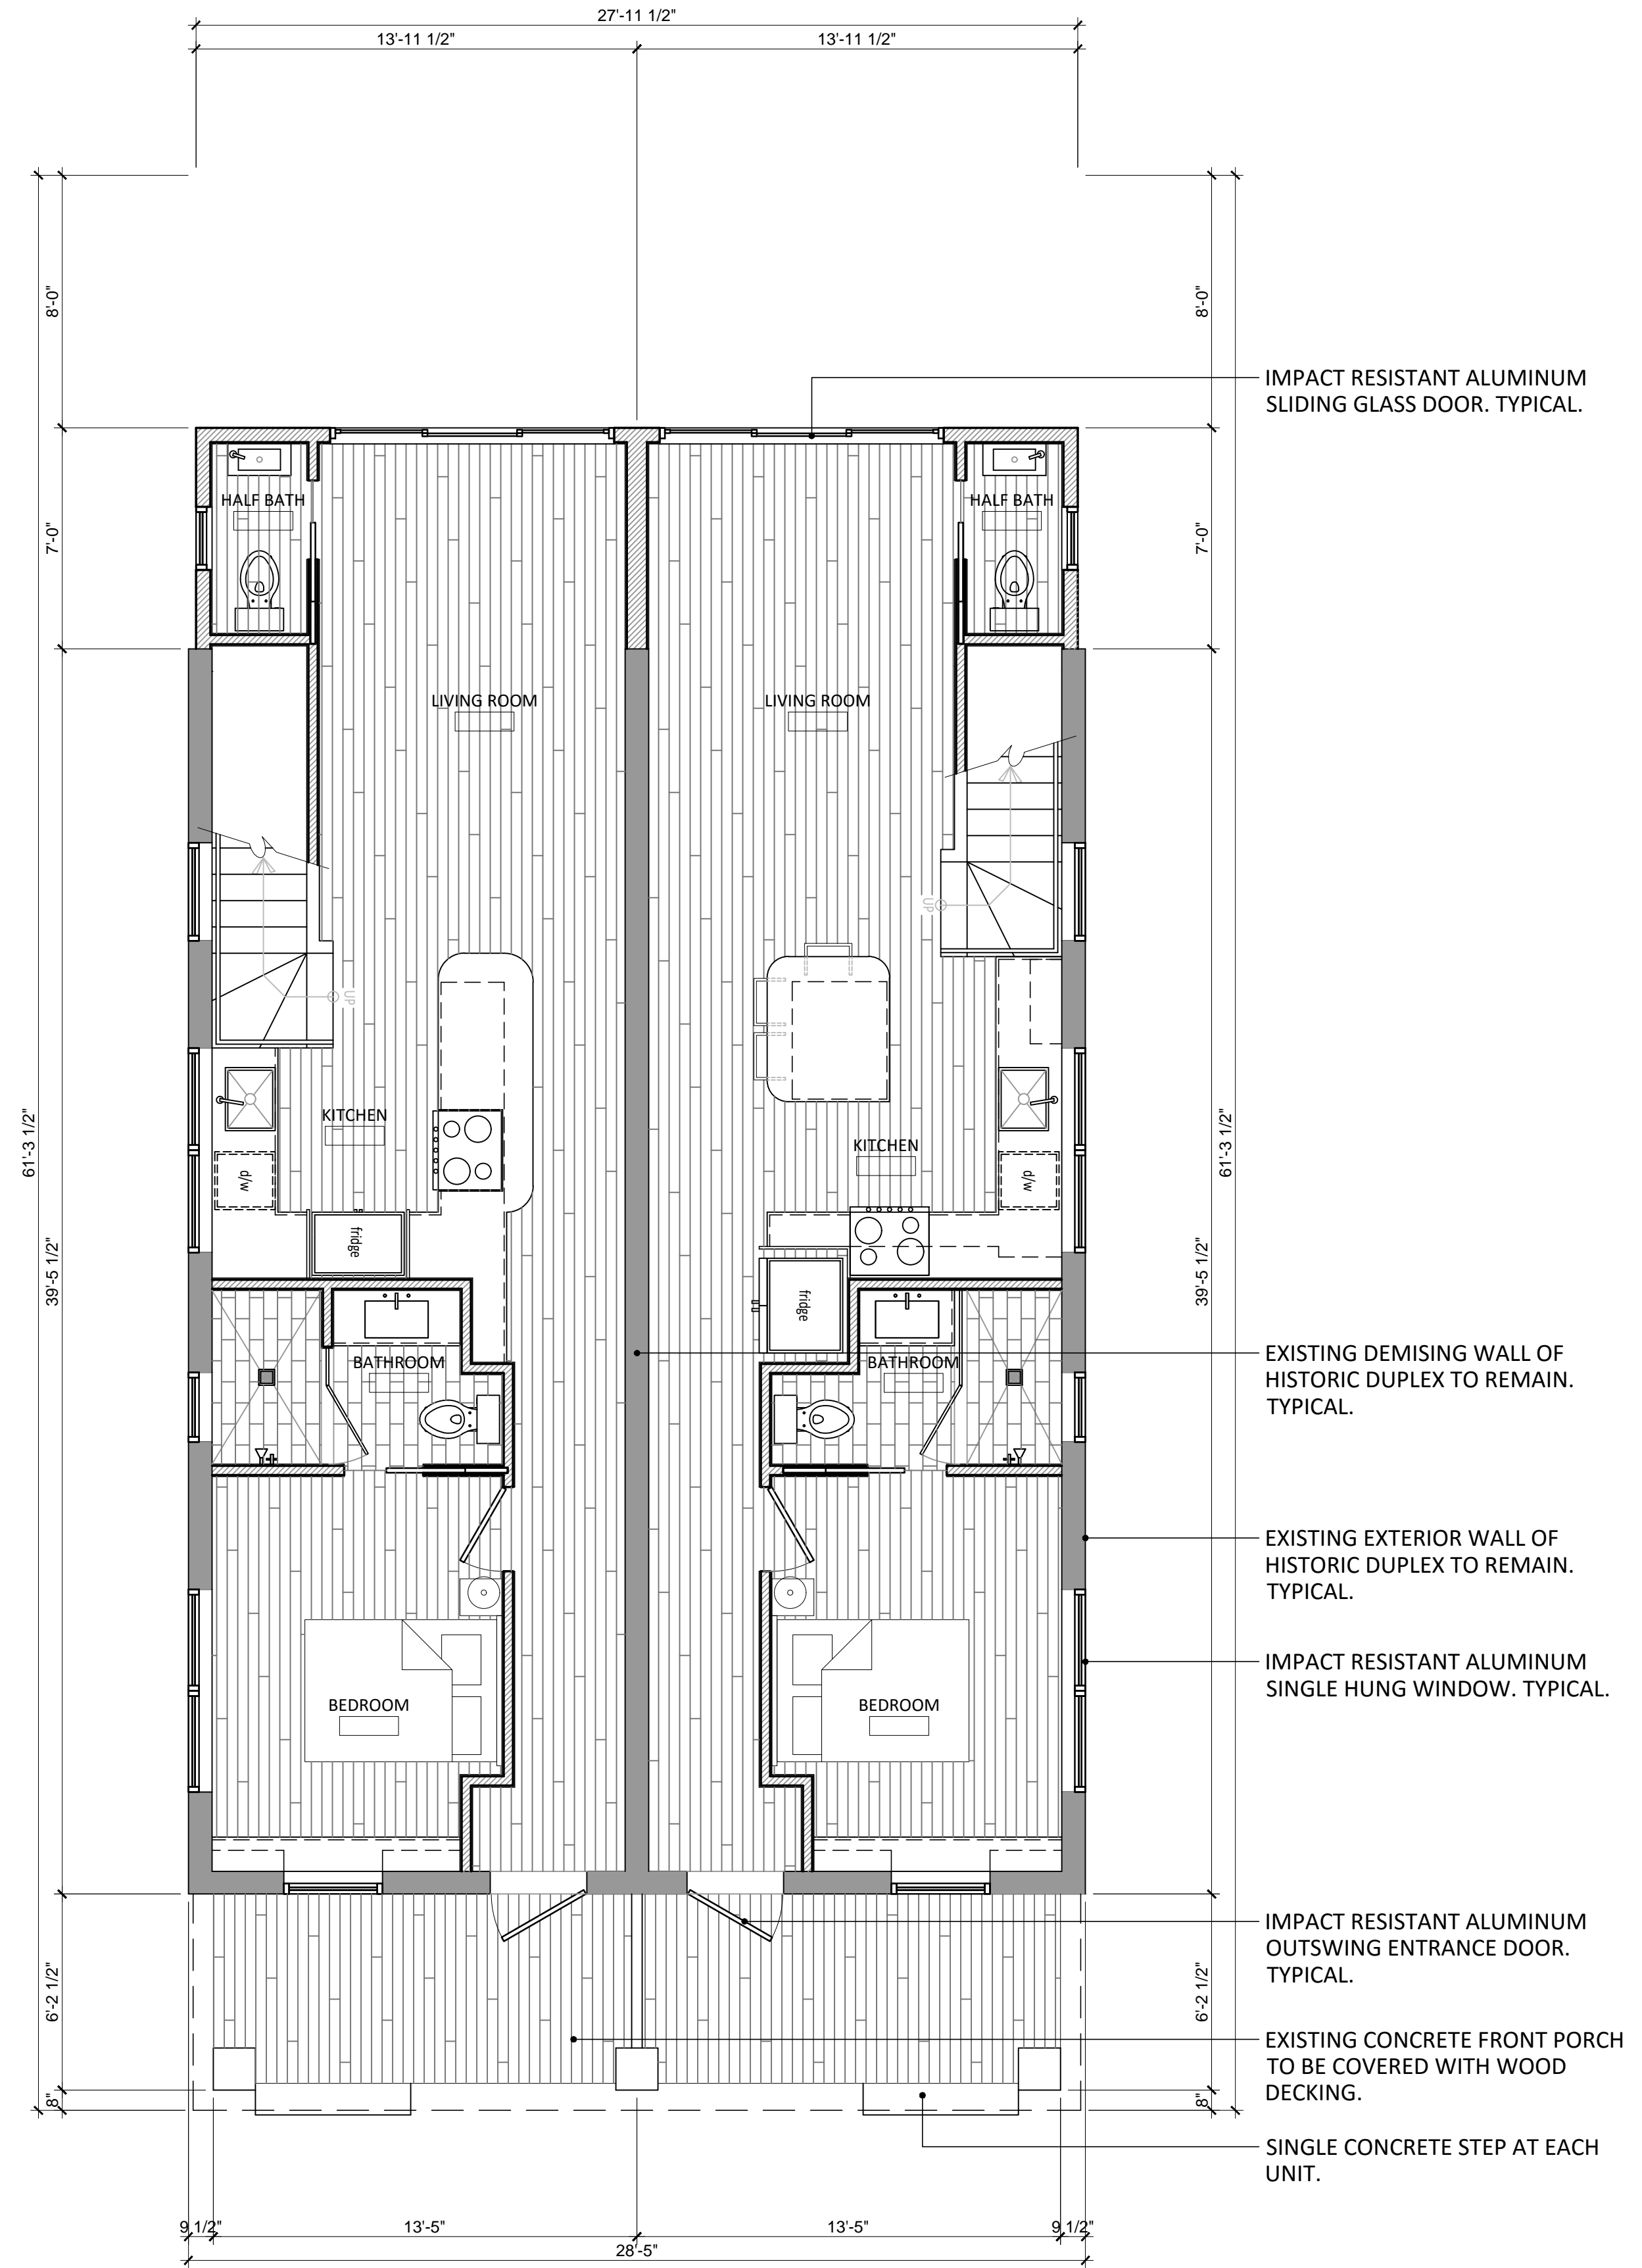 27'-11 1/2"
13'-11 1/2"
13'-11 1/2"
8'-0"
8'-0"
IMPACT RESISTANT ALUMINUM
SLIDING GLASS DOOR. TYPICAL.
HALF BATH
HALF BATH
7'-0"
7'-0"
LIVING ROOM
LIVING ROOM
UP
UP
KITCHEN
KITCHEN
61'-3 1/2"
61'-3 1/2"
d/w
d/w
fridge
fridge
39'-5 1/2"
39'-5 1/2"
BATHROOM
BATHROOM
EXISTING DEMISING WALL OF
HISTORIC DUPLEX TO REMAIN.
TYPICAL.
EXISTING EXTERIOR WALL OF
HISTORIC DUPLEX TO REMAIN.
TYPICAL.
IMPACT RESISTANT ALUMINUM
SINGLE HUNG WINDOW. TYPICAL.
BEDROOM
BEDROOM
IMPACT RESISTANT ALUMINUM
OUTSWING ENTRANCE DOOR.
TYPICAL.
6'-2 1/2"
6'-2 1/2"
EXISTING CONCRETE FRONT PORCH
TO BE COVERED WITH WOOD
DECKING.
8"
8"
SINGLE CONCRETE STEP AT EACH
UNIT.
9 1/2"
13'-5"
13'-5"
9 1/2"
28'-5"